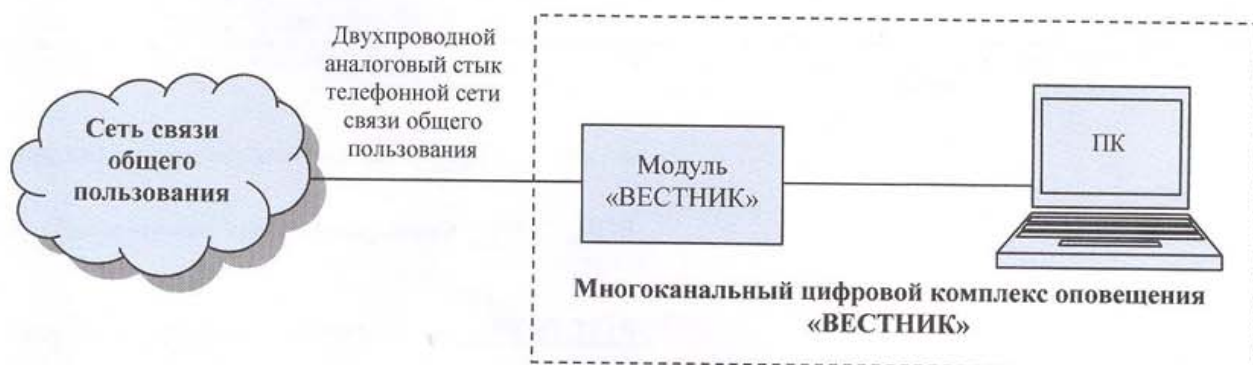 Двухпроводной
аналоговый стык
телефонной сети
связи общего
пользования
Сеть связи
общего
пользования
Модуль
«ВЕСТНИК»
ПК
Многоканальный цифровой комплекс оповещения
«ВЕСТНИК»